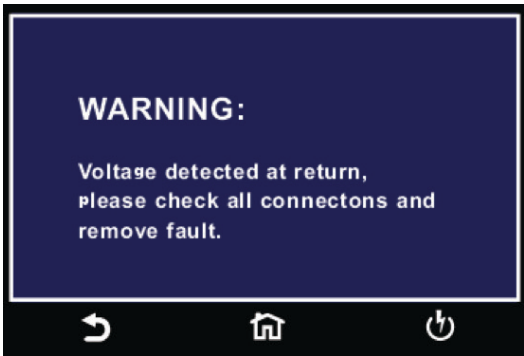 WARNING:
Voltage detected at return,
Please check all connectons and
remove fault.